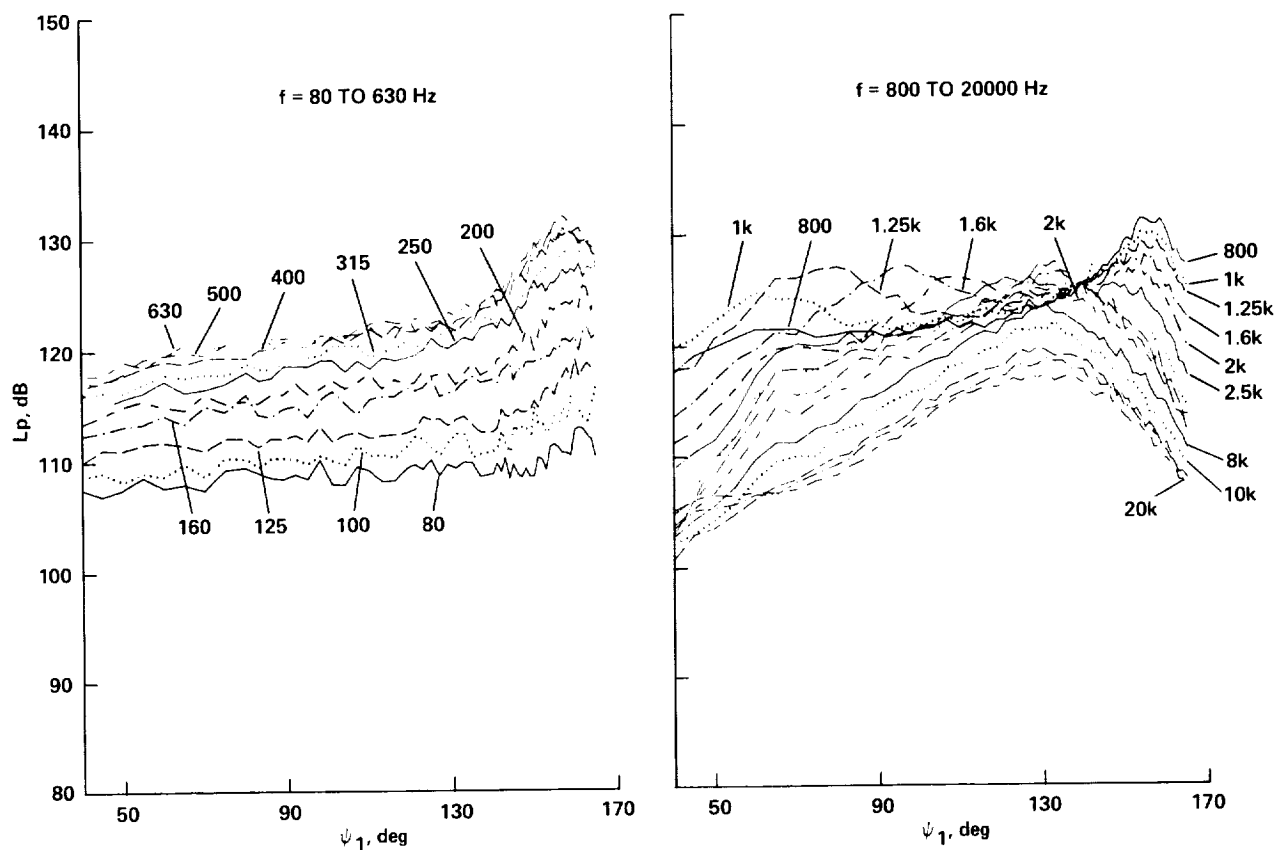 150
140
130
120
110
100
90
80
Lp, dB
f = 80 TO 630 Hz
630
500
400
315
250
200
160
125
100
80
50
90
130
170
ψ1, deg
f = 800 TO 20000 Hz
1k
800
1.25k
1.6k
2k
800
1k
1.25k
1.6k
2k
2.5k
8k
10k
20k
50
90
130
170
ψ1, deg